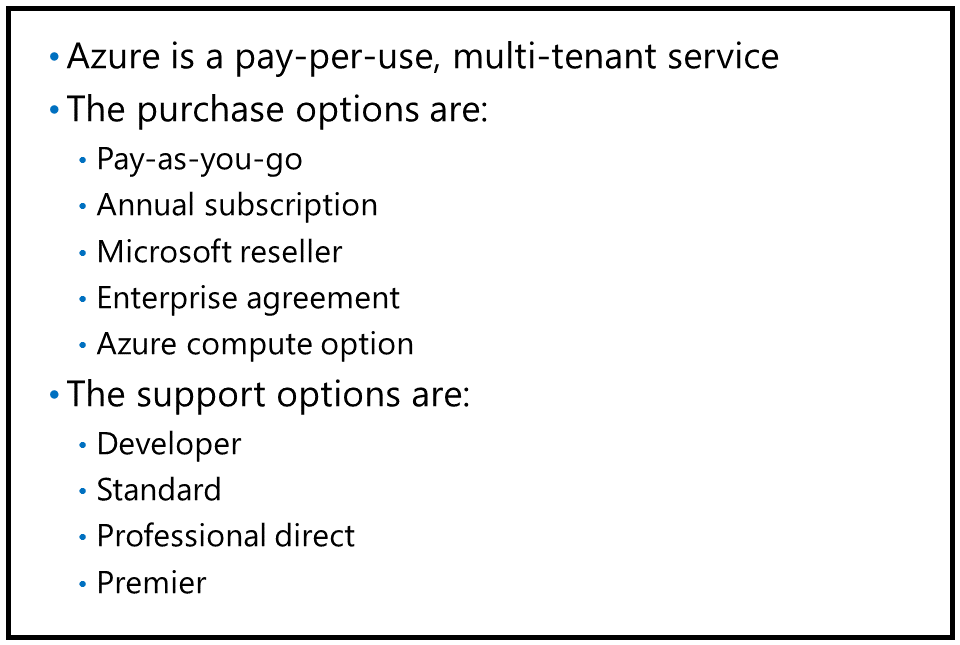 • Azure is a pay-per-use, multi-tenant service
• The purchase options are:
• Pay-as-you-go
• Annual subscription
• Microsoft reseller
• Enterprise agreement
• Azure compute option
• The support options are:
• Developer
• Standard
• Professional direct
• Premier